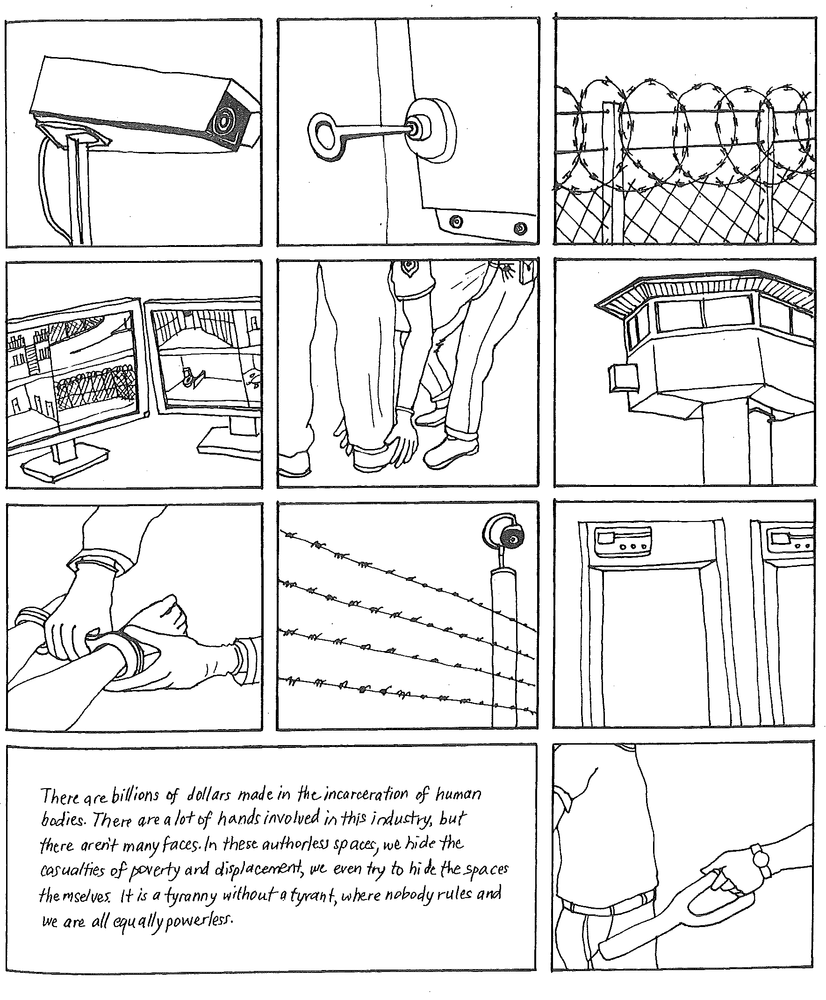 There are billions of dollars made in the incarceration of human
bodies. There are a lot of hands involved in this industry, but
there aren't many faces. In these authorless spaces, we hide the
casualties of poverty and displacement, we even try to hide the spaces
themselves. It is a tyranny without a tyrant, where nobody rules and
we are all equally powerless.